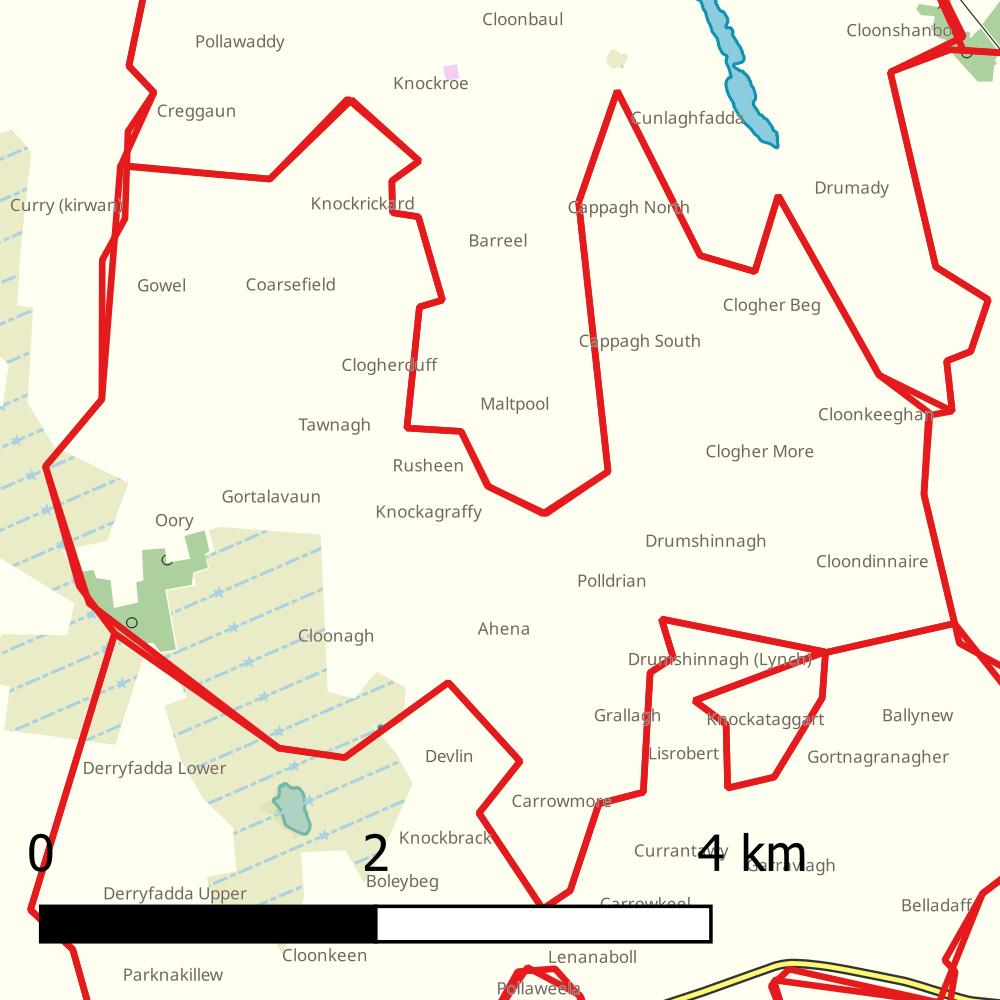 Cloonbaul
Cloonshanbo
Pollawaddy
Knockroe
Creggaun
Cunlaghfadda
Drumady
Curry (kirwan)
Knockrickard
Cappagh North
Barreel
Gowel
Coarsefield
Clogher Beg
Cappagh South
Clogherduff
Maltpool
Cloonkeeghan
Tawnagh
Clogher More
Rusheen
Gortalavaun
Knockagraffy
Oory
Drumshinnagh
Cloondinnaire
Polldrian
Ahena
Cloonagh
Drumshinnagh (Lynch)
Grallagh
Knockataggart
Ballynew
Devlin
Lisrobert
Gortnagranagher
Derryfadda Lower
Carrowmore
Knockbrack
0 2 4 km
Currantawy
Garravlagh
Boleybeg
Derryfadda Upper
Carrowkeel
Belladaff
Cloonkeen
Lenanaboll
Parknakillew
Pollaweela